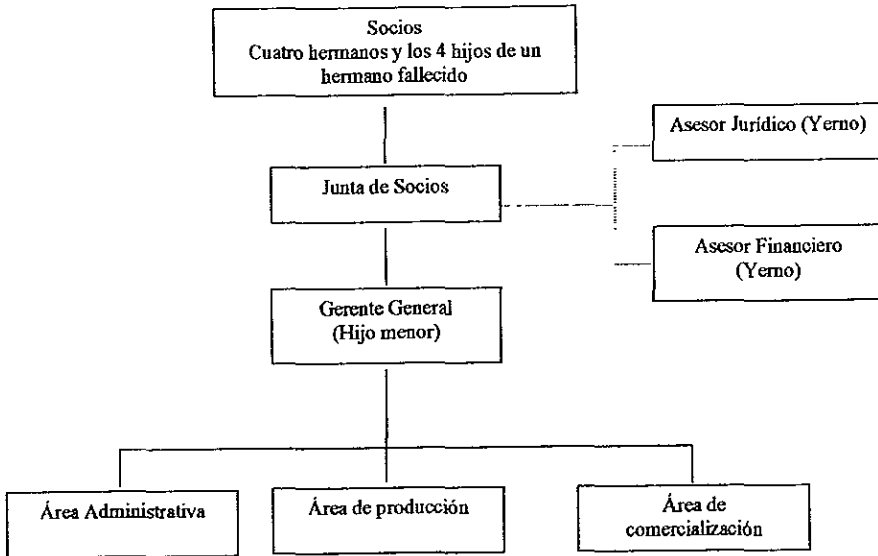 Socios
Cuatro hermanos y los 4 hijos de un
hermano fallecido
Asesor Jurídico (Yerno)
Junta de Socios
Asesor Financiero
(Yerno)
Gerente General
(Hijo menor)
Área Administrativa
Área de producción
Área de
comercialización